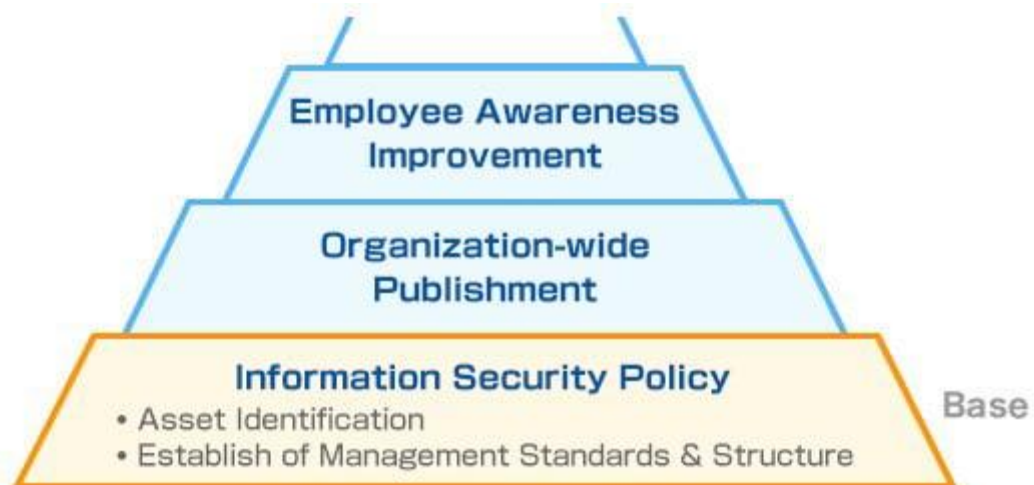 Employee Awareness
Improvement
Organization-wide
Publishment
Information Security Policy
• Asset Identification
• Establish of Management Standards & Structure
Base